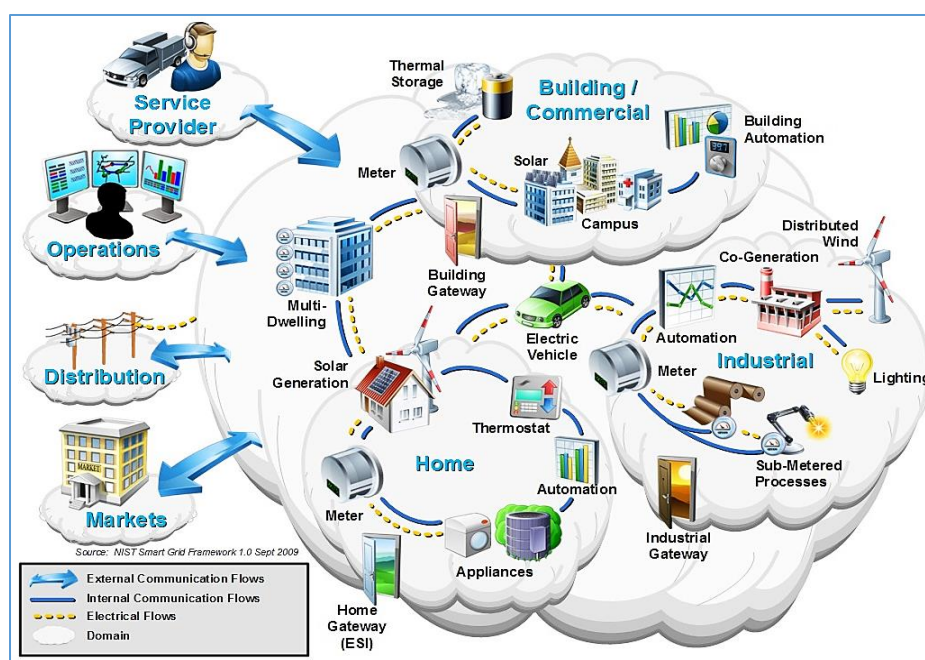 Service
Provider
Operations
Distribution
Markets
Thermal
Storage
Building /
Commercial
Building
Automation
Meter
Solar
Campus
Building
Gateway
Multi-
Dwelling
Distributed
Wind
Co-Generation
Automation
Electric
Vehicle
Industrial
Meter
Lighting
Solar
Generation
Thermostat
Home
Automation
Meter
Appliances
Sub-Metered
Processes
Industrial
Gateway
Home
Gateway
(ESI)
MARKET
Source: NIST Smart Grid Framework 1.0 Sept 2009
External Communication Flows
Internal Communication Flows
Electrical Flows
Domain